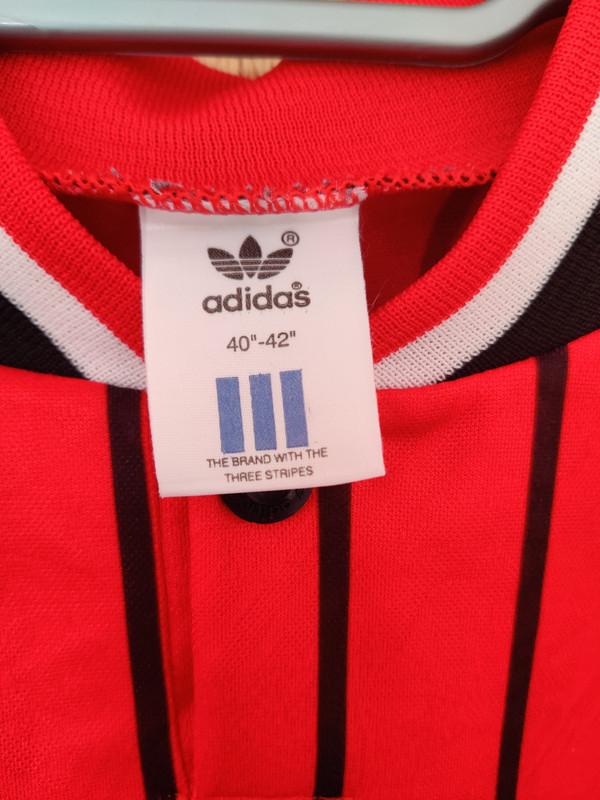 ®
adidas®
40"-42"
THE BRAND WITH THE
THREE STRIPES